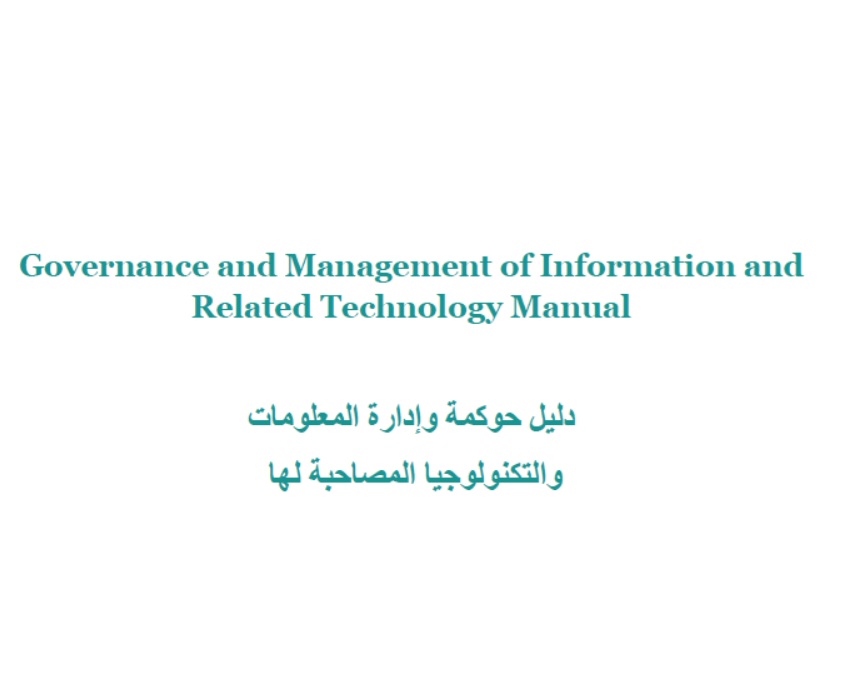 Governance and Management of Information and
Related Technology Manual
دليل حوكمة وإدارة المعلومات
والتكنولوجيا المصاحبة لها